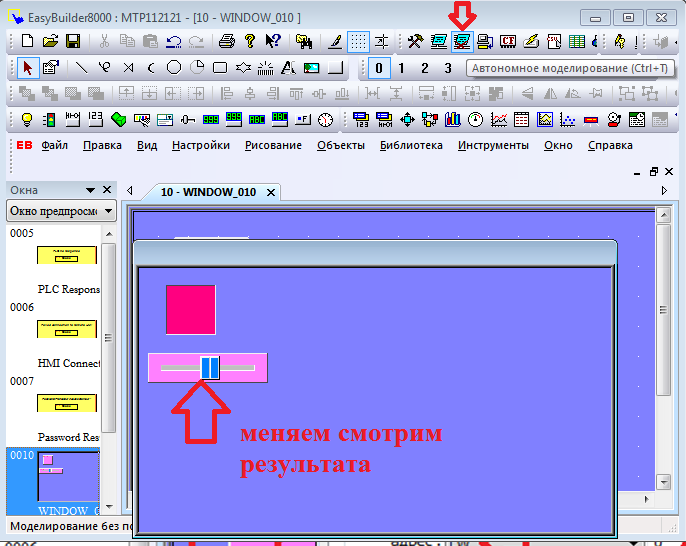 EasyBuilder8000 : MTP112121 - [10 - WINDOW_010 ]
0 1 2 3
Автономное моделирование (Ctrl+T)
EB Файл Правка Вид Настройки Рисование Объекты Библиотека Инструменты Окно Справка
Окна
10 - WINDOW_010
Окно предпросм
0005
PLC Respons
0006
HMI Connect
0007
Password Res
0010
WINDOW_01
меняем смотрим
результата
Моделирование без по